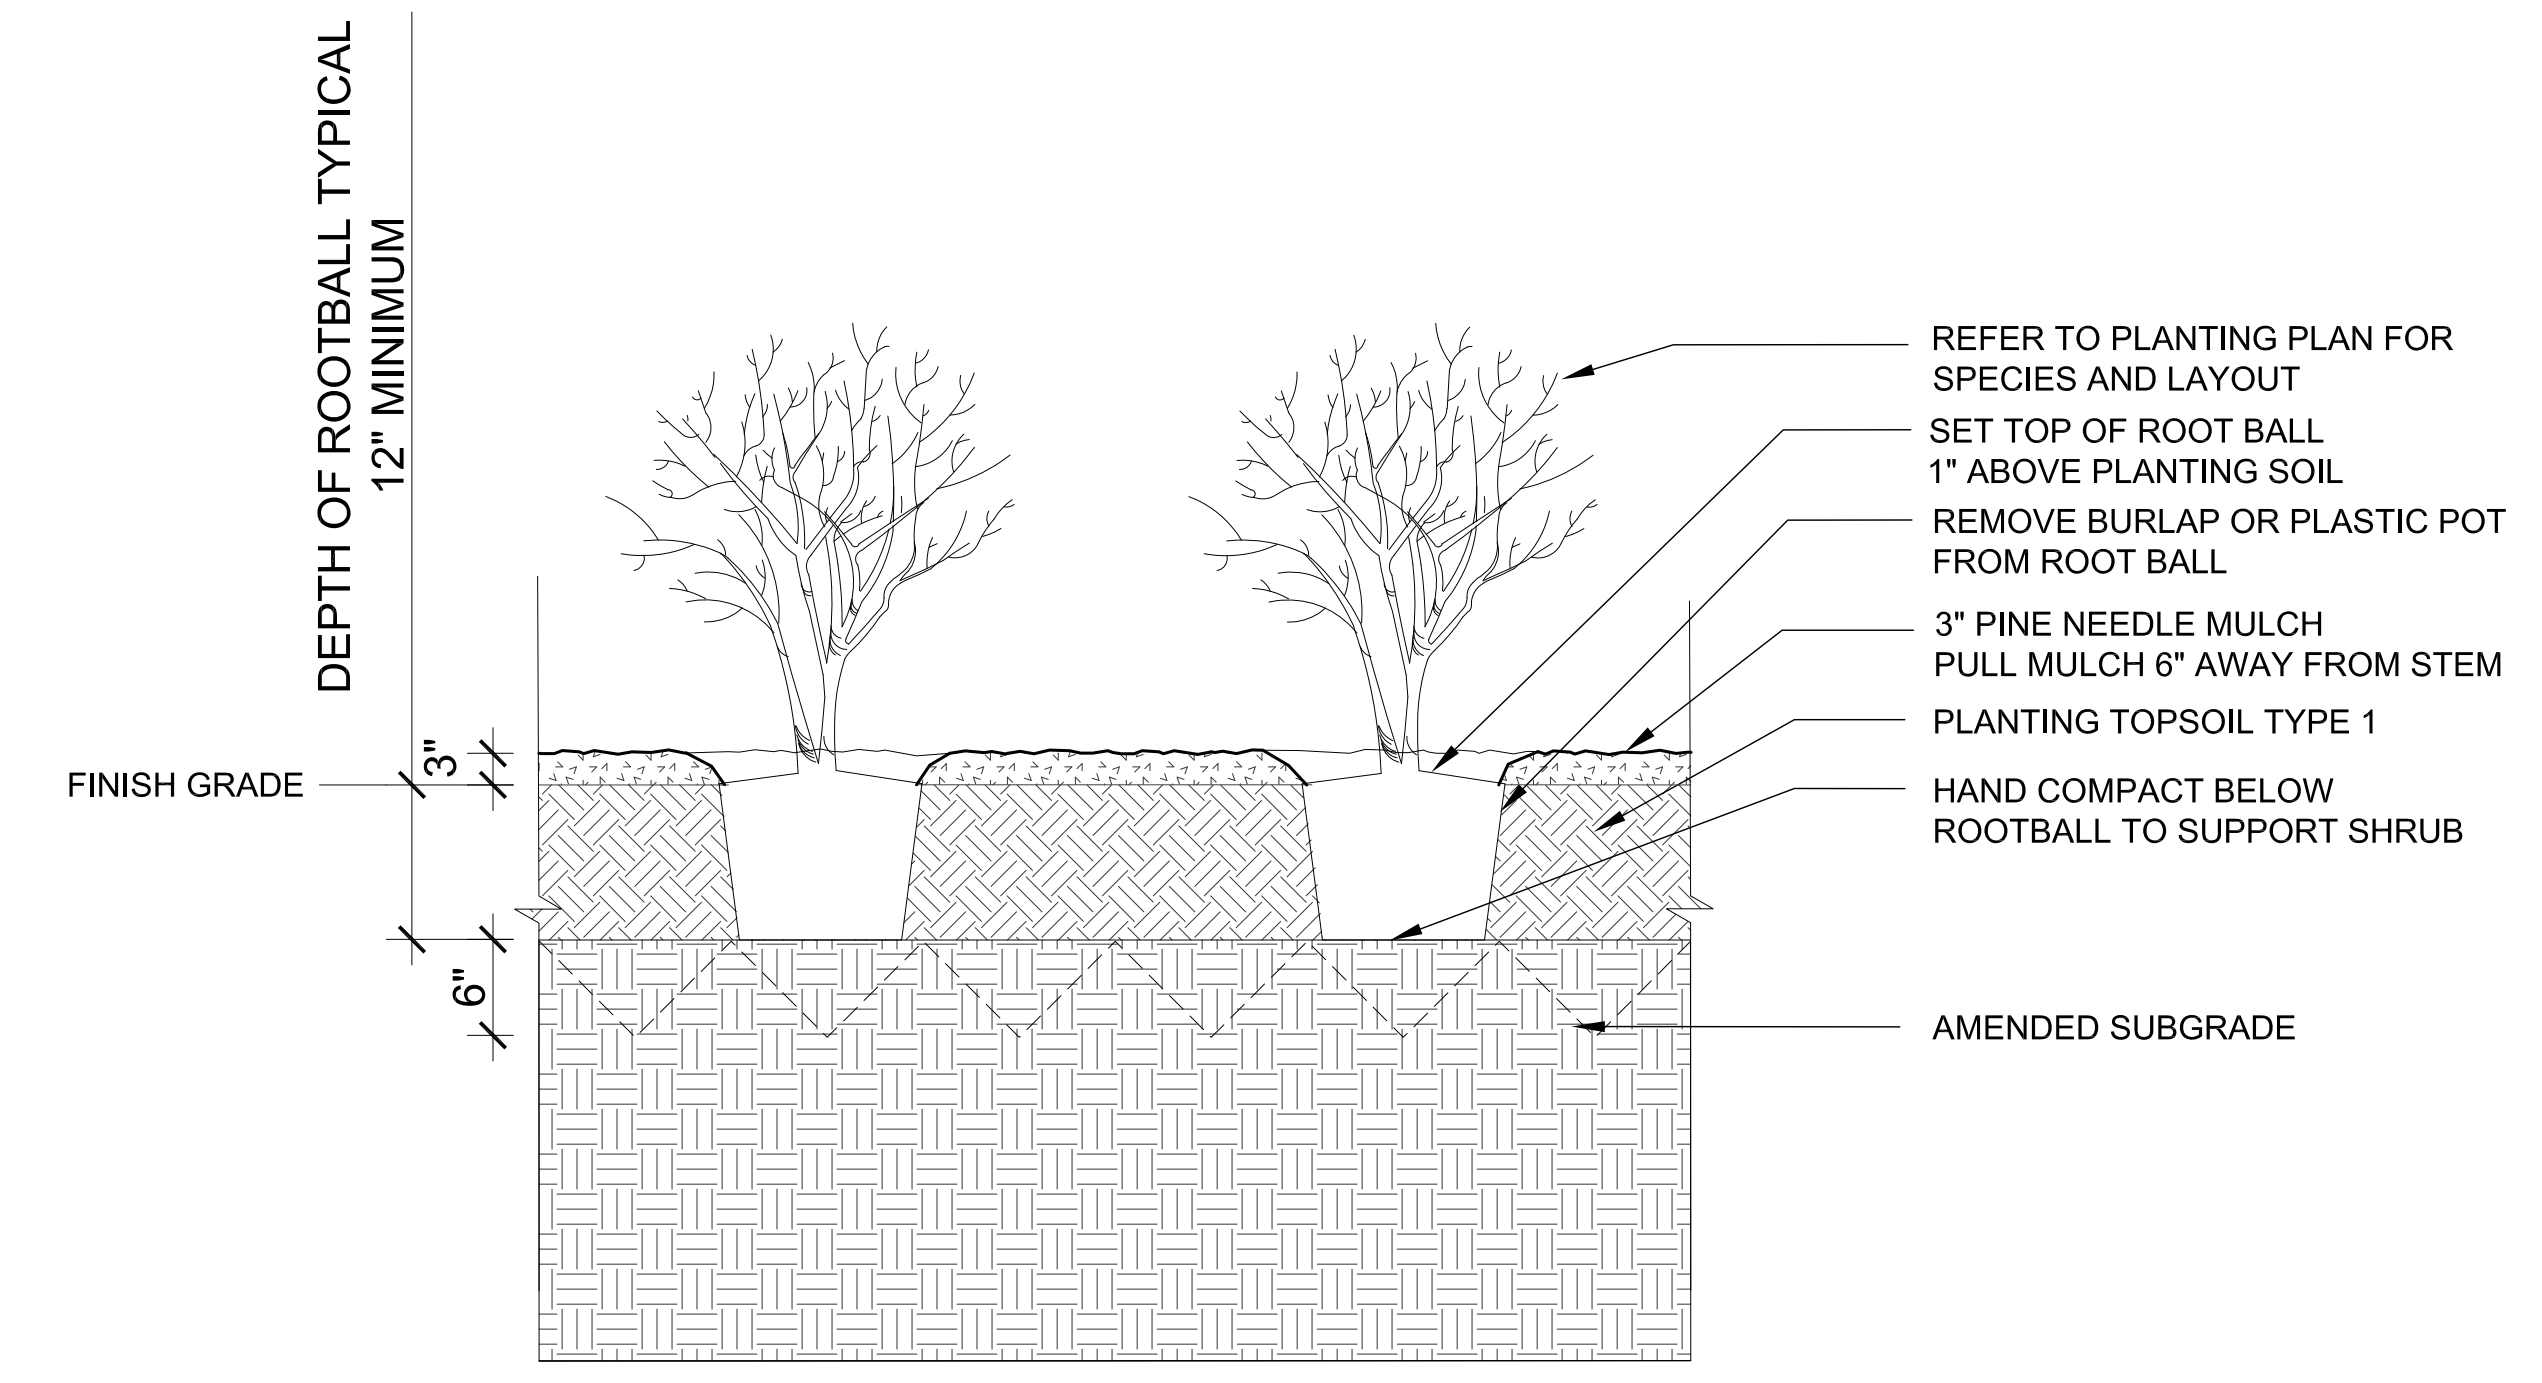 DEPTH OF ROOTBALL TYPICAL
12" MINIMUM
3"
FINISH GRADE
6"
REFER TO PLANTING PLAN FOR
SPECIES AND LAYOUT
SET TOP OF ROOT BALL
1" ABOVE PLANTING SOIL
REMOVE BURLAP OR PLASTIC POT
FROM ROOT BALL
3" PINE NEEDLE MULCH
PULL MULCH 6" AWAY FROM STEM
PLANTING TOPSOIL TYPE 1
HAND COMPACT BELOW
ROOTBALL TO SUPPORT SHRUB
AMENDED SUBGRADE